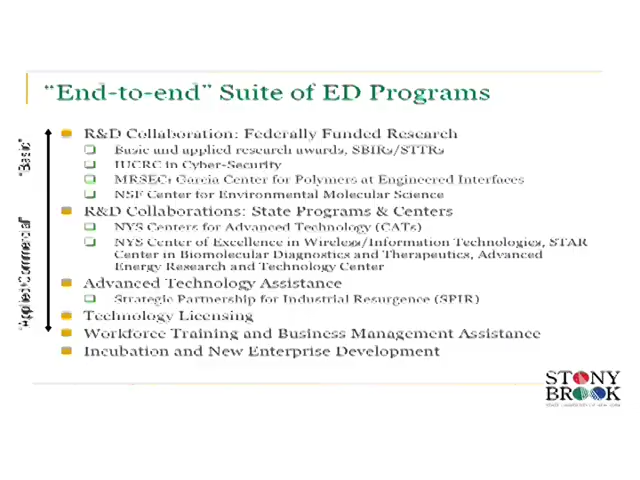 “End-to-end” Suite of ED Programs
“Basic”
“Applied/Commercial”
R&D Collaboration: Federally Funded Research
Basic and applied research awards, SBIRs/STTRs
IUCRC in Cyber-Security
MRSEC: Garcia Center for Polymers at Engineered Interfaces
NSF Center for Environmental Molecular Science
R&D Collaborations: State Programs & Centers
NYS Centers for Advanced Technology (CATs)
NYS Center of Excellence in Wireless/Information Technologies, STAR
Center in Biomolecular Diagnostics and Therapeutics, Advanced
Energy Research and Technology Center
Advanced Technology Assistance
Strategic Partnership for Industrial Resurgence (SPIR)
Technology Licensing
Workforce Training and Business Management Assistance
Incubation and New Enterprise Development
STONY
BROOK